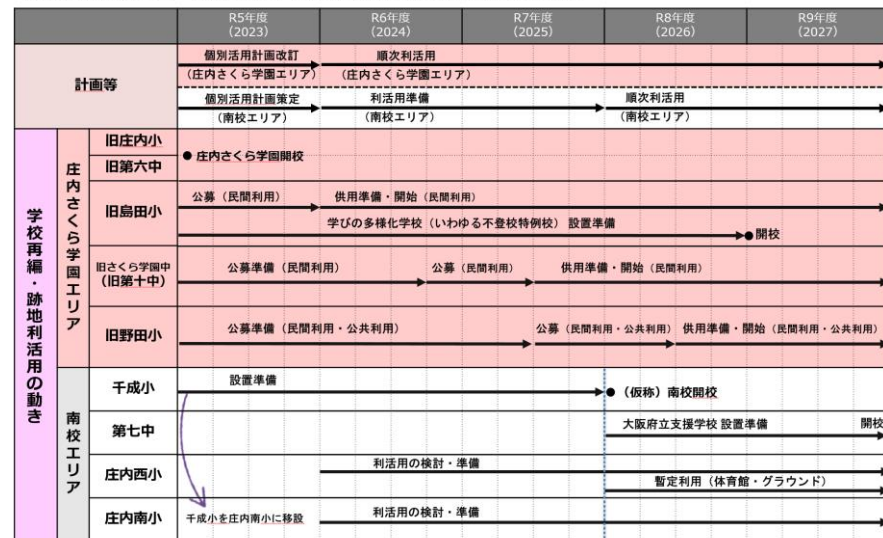 R5年度 R6年度 R7年度 R8年度 R9年度
(2023) (2024) (2025) (2026) (2027)
計画等
個別活用計画改訂 順次利活用
(庄内さくら学園エリア) (庄内さくら学園エリア)
個別活用計画策定 利活用準備 順次利活用
(南校エリア) (南校エリア) (南校エリア)
学校再編・跡地利活用の動き
庄内さくら学園エリア
旧庄内小
旧第六中
● 庄内さくら学園開校
旧島田小
公募(民間利用) 供用準備・開始(民間利用)
学びの多様化学校(いわゆる不登校特例校) 設置準備
● 開校
旧さくら学園中
(旧第十中)
公募準備(民間利用) 公募(民間利用) 供用準備・開始(民間利用)
旧野田小
公募準備(民間利用・公共利用) 公募(民間利用・公共利用) 供用準備・開始(民間利用・公共利用)
南校エリア
千成小
設置準備
● (仮称)南校開校
第七中
大阪府立支援学校 設置準備 開校
庄内西小
利活用の検討・準備
暫定利用(体育館・グラウンド)
庄内南小
千成小を庄内南小に移設
利活用の検討・準備